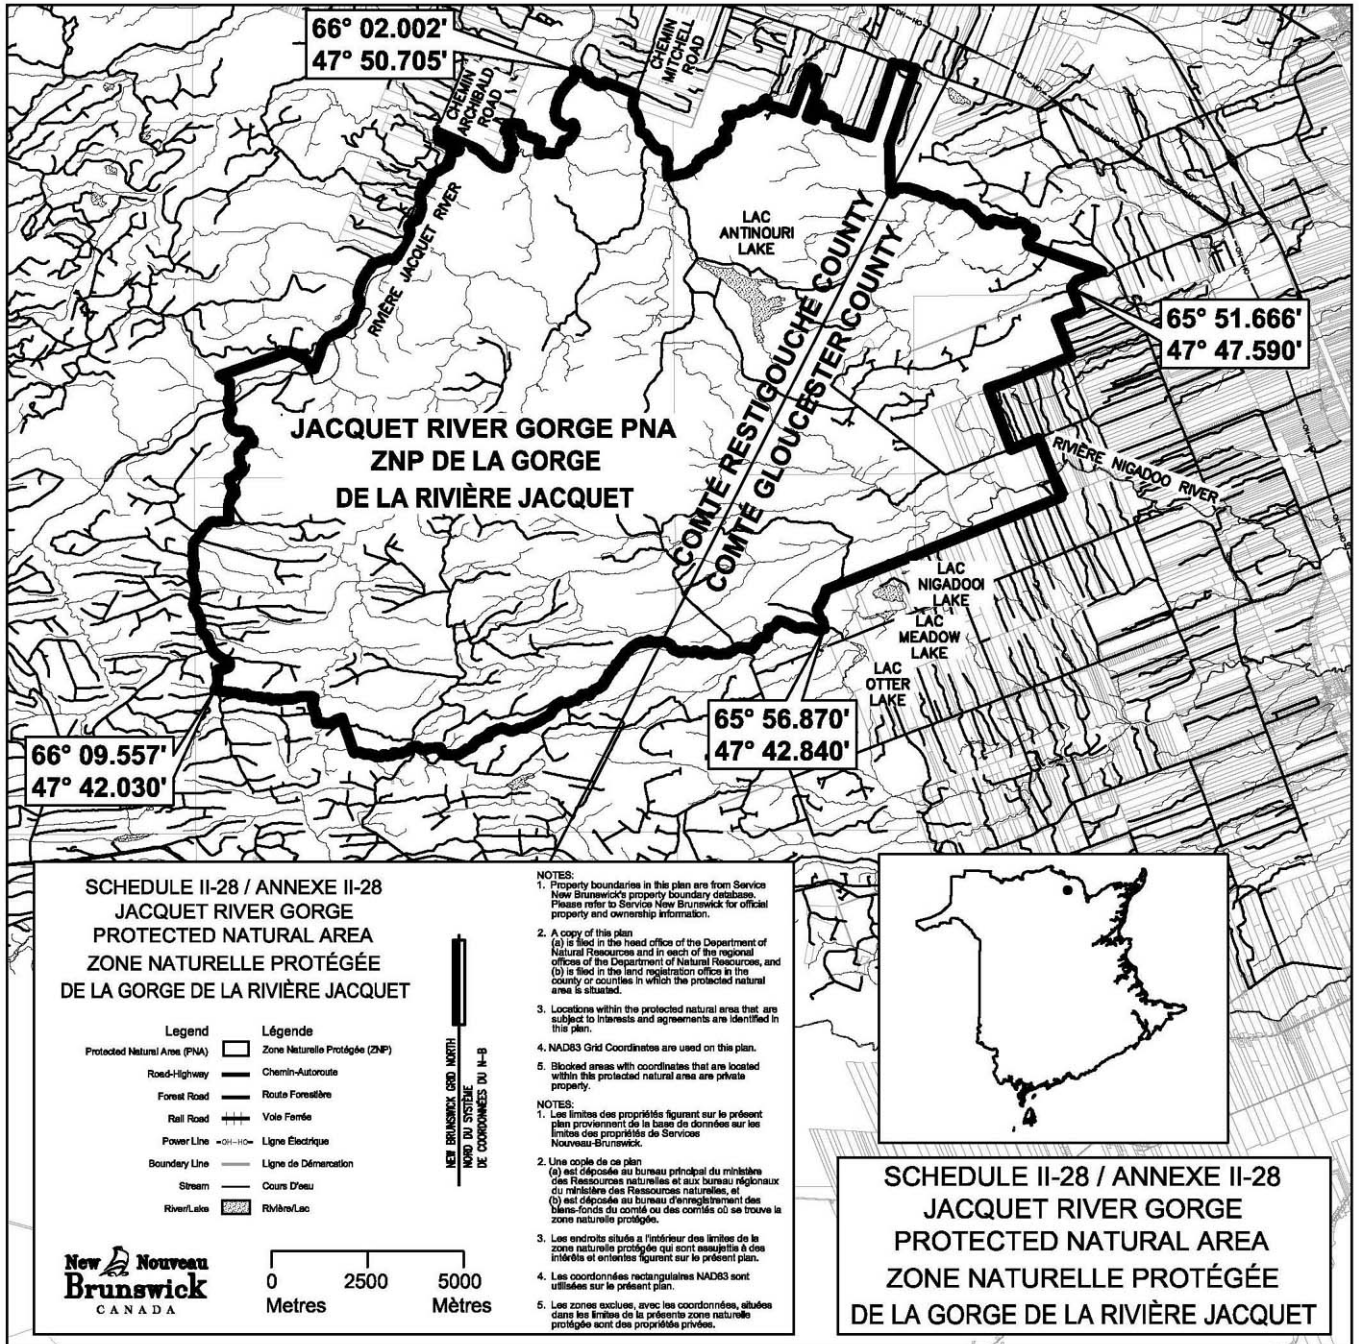 66° 02.002'
47° 50.705'
CHEMIN
MITCHELL
ROAD
CHEMIN
ARCHIBALD
ROAD
RIVIÈRE JACQUET RIVER
LAC
ANTINOURI
LAKE
COMTÉ RESTIGOUCHE COUNTY
COMTÉ GLOUCESTER COUNTY
65° 51.666'
47° 47.590'
JACQUET RIVER GORGE PNA
ZNP DE LA GORGE
DE LA RIVIÈRE JACQUET
RIVIÈRE NIGADOO RIVER
LAC
NIGADOOI
LAKE
LAC
MEADOW
LAKE
LAC
OTTER
LAKE
65° 56.870'
47° 42.840'
66° 09.557'
47° 42.030'
SCHEDULE II-28 / ANNEXE II-28
JACQUET RIVER GORGE
PROTECTED NATURAL AREA
ZONE NATURELLE PROTÉGÉE
DE LA GORGE DE LA RIVIÈRE JACQUET
Legend Légende
Protected Natural Area (PNA) Zone Naturelle Protégée (ZNP)
Road-Highway Chemin-Autoroute
Forest Road Route Forestière
Rail Road Voie Ferrée
Power Line -OH-HO- Ligne Électrique
Boundary Line Ligne de Démarcation
Stream Cours D'eau
River/Lake Rivière/Lac
NEW BRUNSWICK GRID NORTH
NORD DU SYSTÈME
DE COORDONNÉES DU N-B
New Nouveau
Brunswick
CANADA
0 2500 5000
Metres Mètres
NOTES:
1. Property boundaries in this plan are from Service
New Brunswick's property boundary database.
Please refer to Service New Brunswick for official
property and ownership information.
2. A copy of this plan
(a) is filed in the head office of the Department of
Natural Resources and in each of the regional
offices of the Department of Natural Resources, and
(b) is filed in the land registration office in the
county or counties in which the protected natural
area is situated.
3. Locations within the protected natural area that are
subject to interests and agreements are identified in
this plan.
4. NAD83 Grid Coordinates are used on this plan.
5. Blocked areas with coordinates that are located
within this protected natural area are private
property.
NOTES:
1. Les limites des propriétés figurant sur le présent
plan proviennent de la base de données sur les
limites des propriétés de Services
Nouveau-Brunswick.
2. Une copie de ce plan
(a) est déposée au bureau principal du ministère
des Ressources naturelles et aux bureau régionaux
du ministère des Ressources naturelles, et
(b) est déposée au bureau d'enregistrement des
biens-fonds du comté ou des comtés où se trouve la
zone naturelle protégée.
3. Les endroits situés a l'intérieur des limites de la
zone naturelle protégée qui sont assujettis à des
intérêts et ententes figurent sur le présent plan.
4. Les coordonnées rectangulaires NAD83 sont
utilisées sur le présent plan.
5. Les zones exclues, avec les coordonnées, situées
dans les limites de la présente zone naturelle
protégée sont des propriétés privées.
SCHEDULE II-28 / ANNEXE II-28
JACQUET RIVER GORGE
PROTECTED NATURAL AREA
ZONE NATURELLE PROTÉGÉE
DE LA GORGE DE LA RIVIÈRE JACQUET